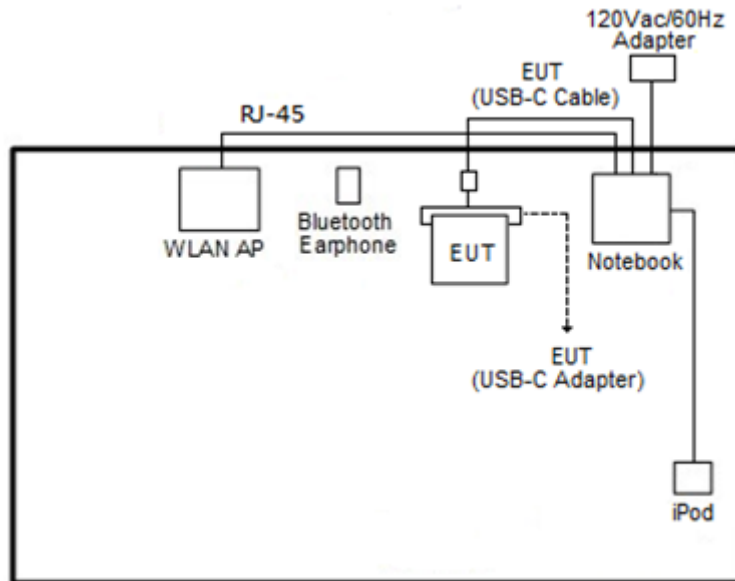 120Vac/60Hz
Adapter
EUT
(USB-C Cable)
RJ-45
WLAN AP
Bluetooth
Earphone
EUT
Notebook
EUT
(USB-C Adapter)
iPod